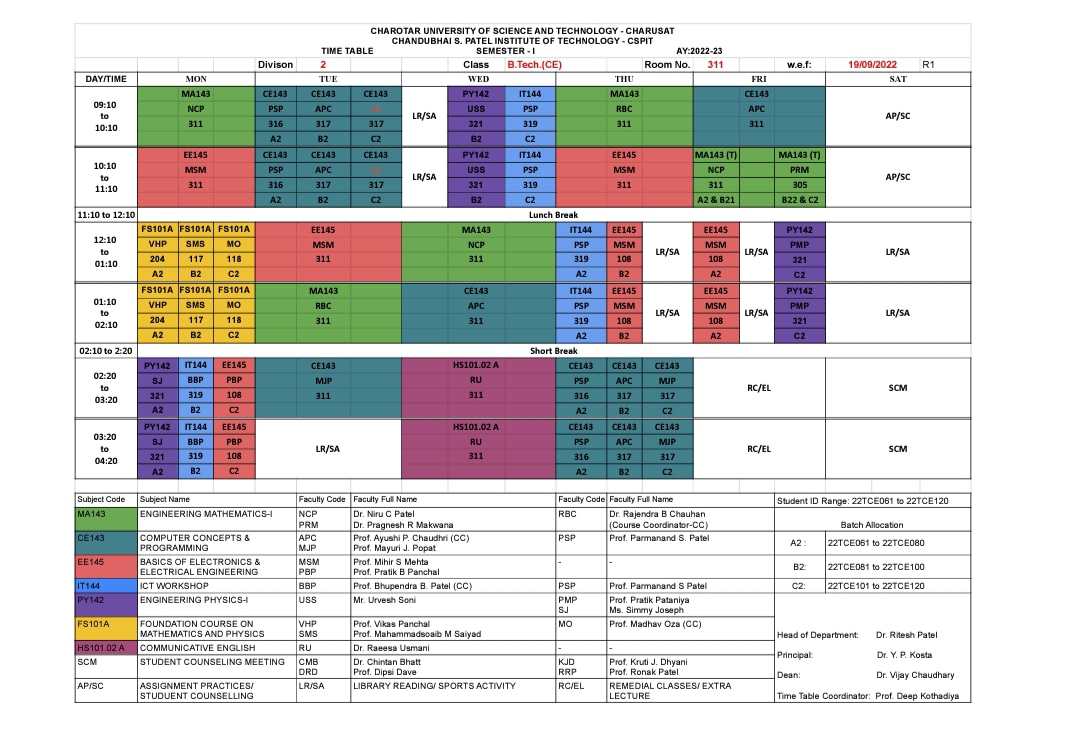 CHAROTAR UNIVERSITY OF SCIENCE AND TECHNOLOGY - CHARUSAT
CHANDUBHAI S. PATEL INSTITUTE OF TECHNOLOGY - CSPIT
TIME TABLE SEMESTER - I AY:2022-23
Divison 2 Class B.Tech.(CE) Room No. 311 w.e.f: 19/09/2022 R1
DAY/TIME MON TUE WED THU FRI SAT
09:10 to 10:10
MA143 CE143 CE143 CE143 LR/SA PY142 IT144 MA143 CE143 AP/SC
NCP PSP APC USS PSP RBC APC
311 316 317 317 321 319 311 311
A2 B2 C2 B2 C2
10:10 to 11:10
EE145 CE143 CE143 CE143 LR/SA PY142 IT144 EE145 MA143 (T) MA143 (T) AP/SC
MSM PSP APC USS PSP MSM NCP PRM
311 316 317 317 321 319 311 311 305
A2 B2 C2 B2 C2 A2 & B21 B22 & C2
11:10 to 12:10 Lunch Break
12:10 to 01:10
FS101A FS101A FS101A EE145 MA143 IT144 EE145 LR/SA EE145 LR/SA PY142 LR/SA
VHP SMS MO MSM NCP PSP MSM MSM PMP
204 117 118 311 311 319 108 108 321
A2 B2 C2 A2 B2 A2 C2
01:10 to 02:10
FS101A FS101A FS101A MA143 CE143 IT144 EE145 LR/SA EE145 LR/SA PY142 LR/SA
VHP SMS MO RBC APC PSP MSM MSM PMP
204 117 118 311 311 319 108 108 321
A2 B2 C2 A2 B2 A2 C2
02:10 to 2:20 Short Break
02:20 to 03:20
PY142 IT144 EE145 CE143 HS101.02 A CE143 CE143 CE143 RC/EL SCM
SJ BBP PBP MJP RU PSP APC MJP
321 319 108 311 311 316 317 317
A2 B2 C2 A2 B2 C2
03:20 to 04:20
PY142 IT144 EE145 LR/SA HS101.02 A CE143 CE143 CE143 RC/EL SCM
SJ BBP PBP RU PSP APC MJP
321 319 108 311 316 317 317
A2 B2 C2 A2 B2 C2
Subject Code Subject Name Faculty Code Faculty Full Name Faculty Code Faculty Full Name Student ID Range: 22TCE061 to 22TCE120
MA143 ENGINEERING MATHEMATICS-I NCP Dr. Niru C Patel RBC Dr. Rajendra B Chauhan
PRM Dr. Pragnesh R Makwana (Course Coordinator-CC) Batch Allocation
CE143 COMPUTER CONCEPTS & APC Prof. Ayushi P. Chaudhri (CC) PSP Prof. Parmanand S. Patel A2 : 22TCE061 to 22TCE080
PROGRAMMING MJP Prof. Mayuri J. Popat
EE145 BASICS OF ELECTRONICS & MSM Prof. Mihir S Mehta - - B2: 22TCE081 to 22TCE100
ELECTRICAL ENGINEERING PBP Prof. Pratik B Panchal
IT144 ICT WORKSHOP BBP Prof. Bhupendra B. Patel (CC) PSP Prof. Parmanand S Patel C2: 22TCE101 to 22TCE120
PY142 ENGINEERING PHYSICS-I USS Mr. Urvesh Soni PMP Prof. Pratik Pataniya
SJ Ms. Simmy Joseph
FS101A FOUNDATION COURSE ON VHP Prof. Vikas Panchal MO Prof. Madhav Oza (CC)
MATHEMATICS AND PHYSICS SMS Prof. Mahammadsoaib M Saiyad Head of Department: Dr. Ritesh Patel
HS101.02 A COMMUNICATIVE ENGLISH RU Dr. Raeesa Usmani - -
SCM STUDENT COUNSELING MEETING CMB Dr. Chintan Bhatt KJD Prof. Kruti J. Dhyani Principal: Dr. Y. P. Kosta
DRD Prof. Dipsi Dave RRP Prof. Ronak Patel Dean: Dr. Vijay Chaudhary
AP/SC ASSIGNMENT PRACTICES/ LR/SA LIBRARY READING/ SPORTS ACTIVITY RC/EL REMEDIAL CLASSES/ EXTRA
STUDUENT COUNSELLING LECTURE Time Table Coordinator: Prof. Deep Kothadiya